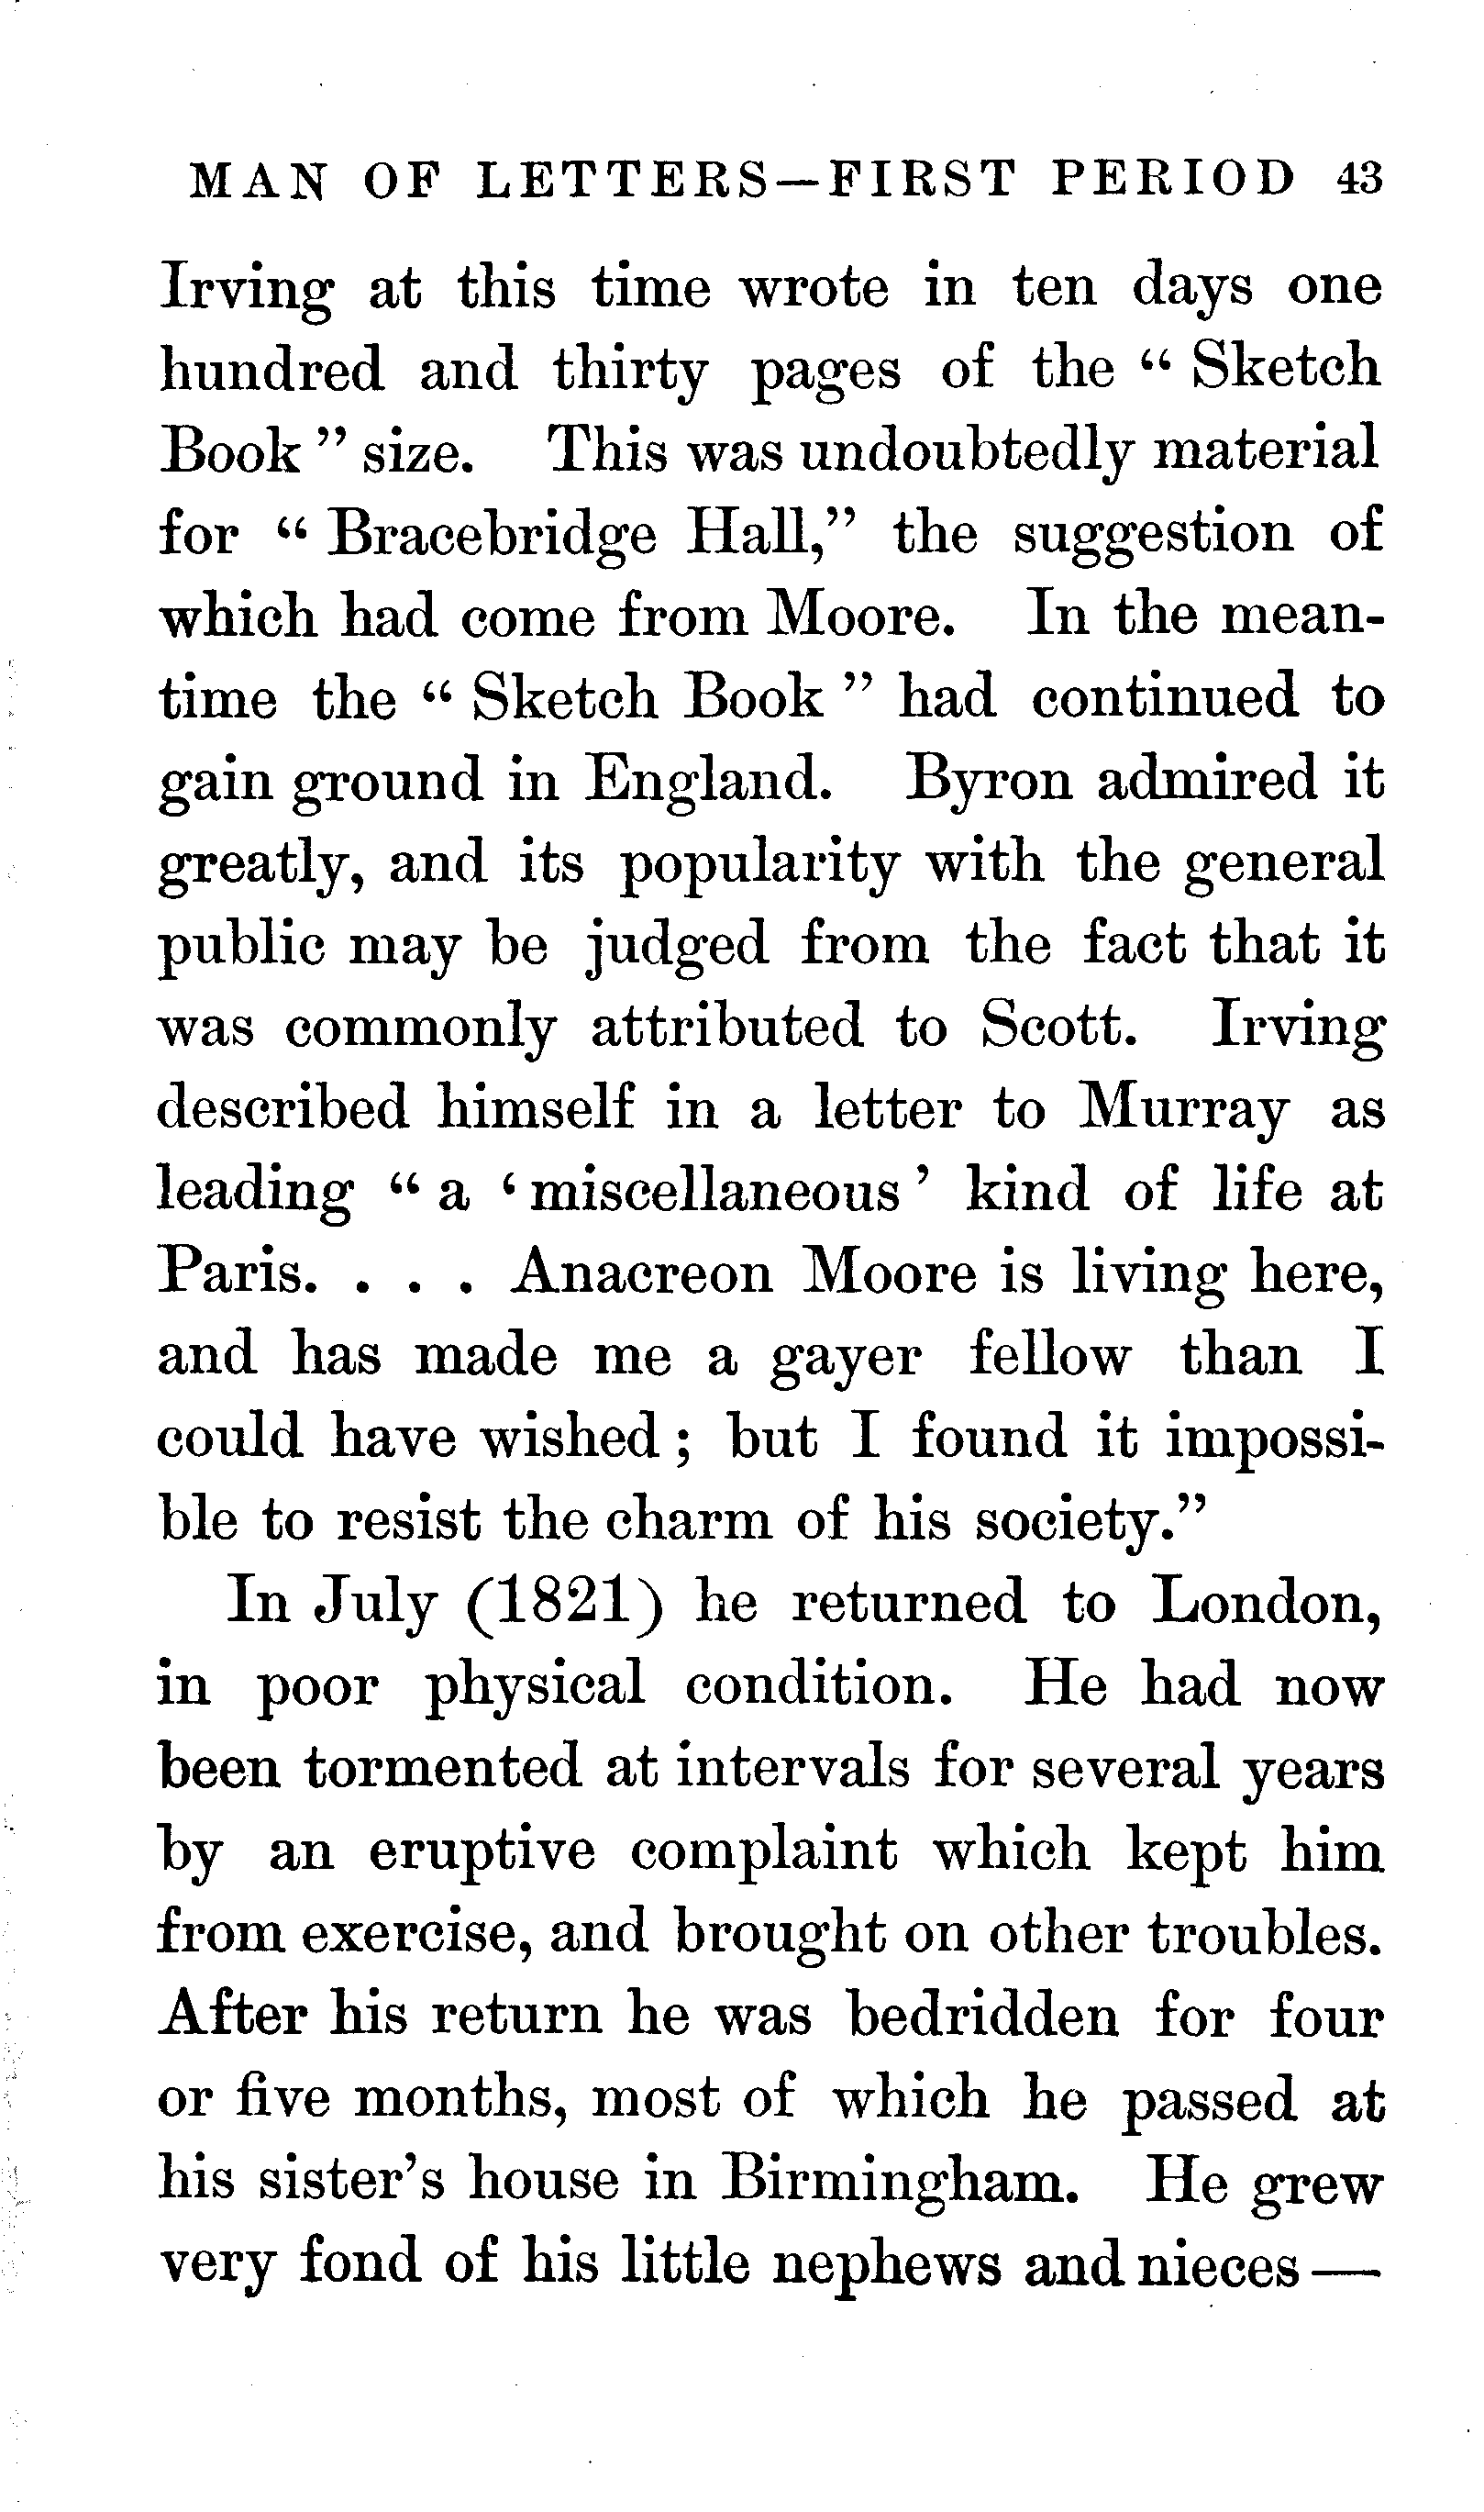 MAN OF LETTERS—FIRST PERIOD 43
Irving at this time wrote in ten days one
hundred and thirty pages of the “ Sketch
Book ” size. This was undoubtedly material
for “ Bracebridge Hall,” the suggestion of
which had come from Moore. In the mean-
time the “ Sketch Book ” had continued to
gain ground in England. Byron admired it
greatly, and its popularity with the general
public may be judged from the fact that it
was commonly attributed to Scott. Irving
described himself in a letter to Murray as
leading “ a ‘ miscellaneous ’ kind of life at
Paris. . . . Anacreon Moore is living here,
and has made me a gayer fellow than I
could have wished ; but I found it impossi-
ble to resist the charm of his society.”
In July (1821) he returned to London,
in poor physical condition. He had now
been tormented at intervals for several years
by an eruptive complaint which kept him
from exercise, and brought on other troubles.
After his return he was bedridden for four
or five months, most of which he passed at
his sister’s house in Birmingham. He grew
very fond of his little nephews and nieces —